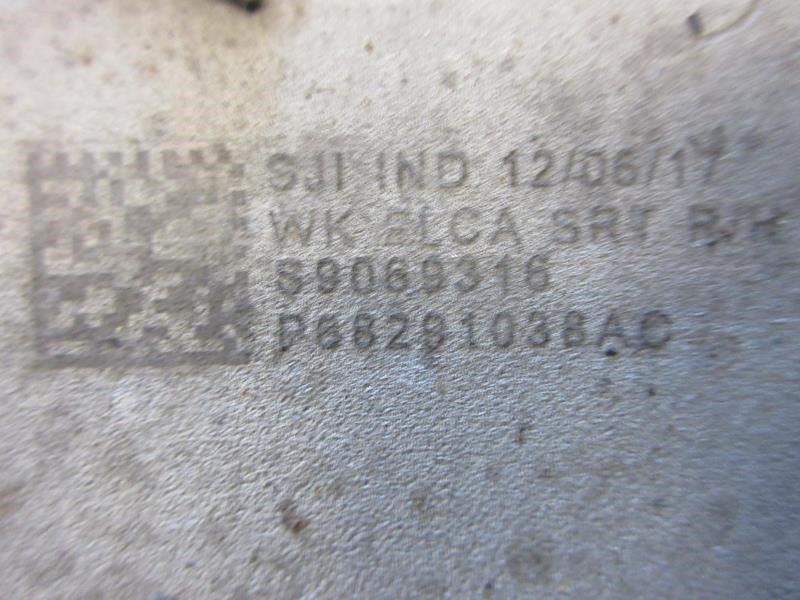 SJI IND 12/06/17
WK ELCA SRT
S9069316
P68291038AC